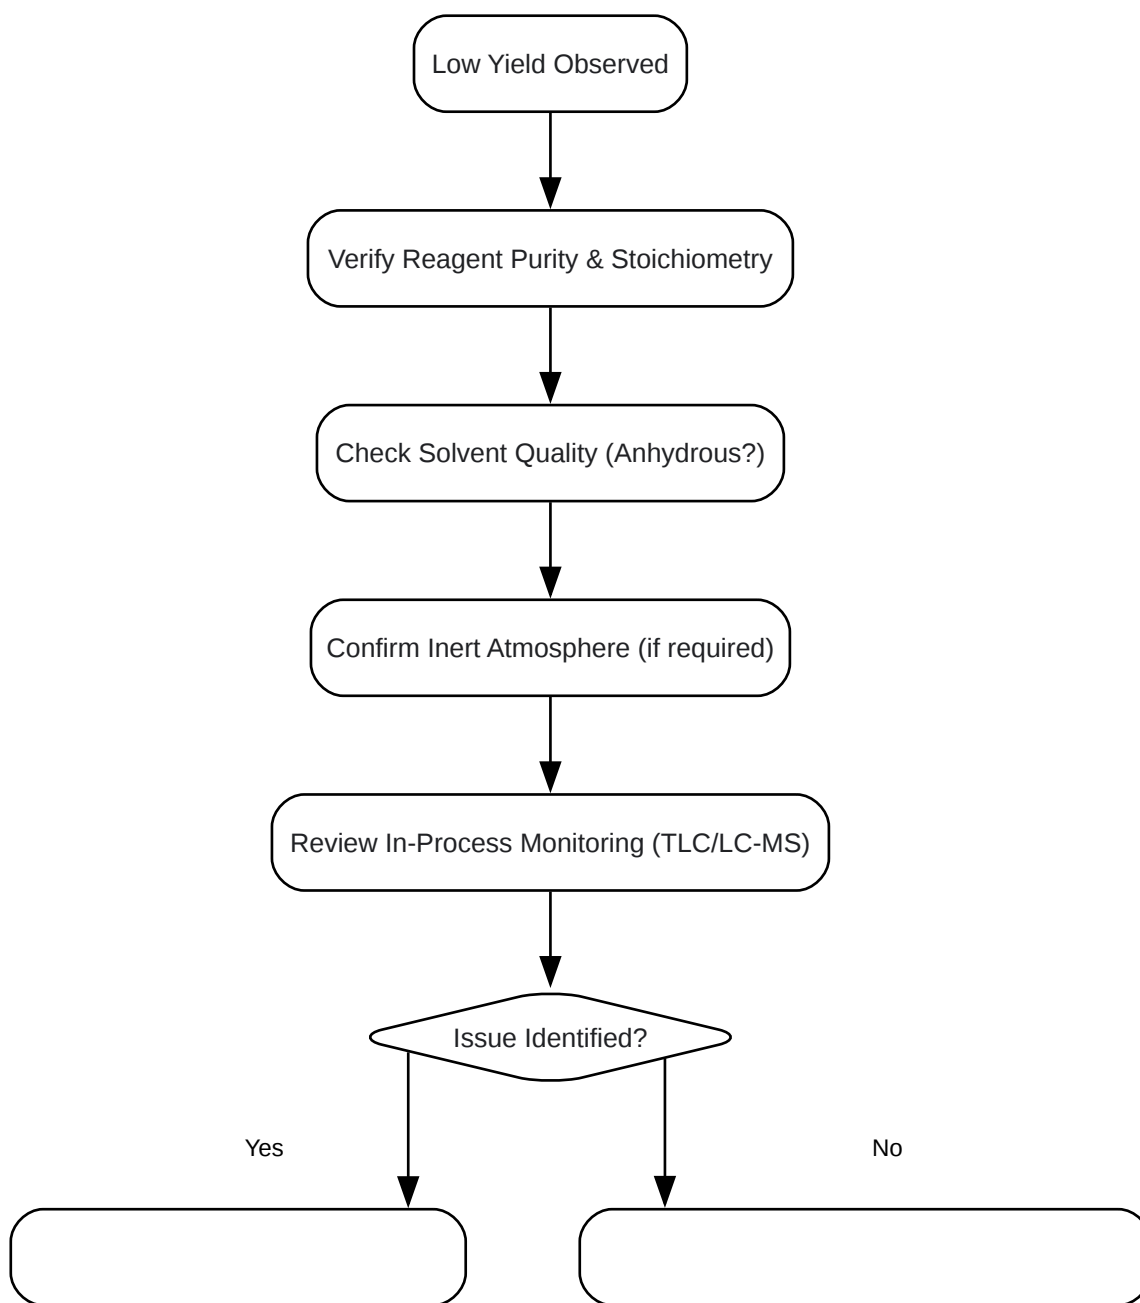 Low Yield Observed
Verify Reagent Purity & Stoichiometry
Check Solvent Quality (Anhydrous?)
Confirm Inert Atmosphere (if required)
Review In-Process Monitoring (TLC/LC-MS)
Issue Identified?
Yes
No